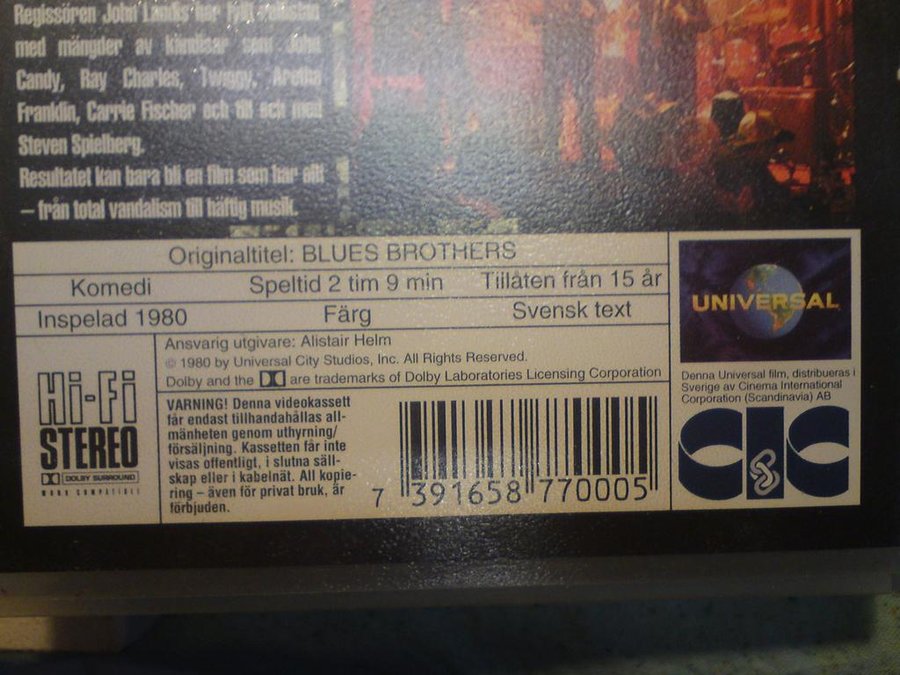 Regissören John Landis har fyllt rollistan
med mängder av kändisar som John
Candy, Ray Charles, Twiggy, Aretha
Franklin, Carrie Fischer och till och med
Steven Spielberg.
Resultatet kan bara bli en film som har allt
– från total vandalism till häftig musik.
Originaltitel: BLUES BROTHERS
Komedi Speltid 2 tim 9 min Tillåten från 15 år
Inspelad 1980 Färg Svensk text
Ansvarig utgivare: Alistair Helm
© 1980 by Universal City Studios, Inc. All Rights Reserved.
Dolby and the are trademarks of Dolby Laboratories Licensing Corporation
Hi-Fi
STEREO
DOLBY SURROUND
MONO COMPATIBLE
VARNING! Denna videokassett
får endast tillhandahållas all-
mänheten genom uthyrning/
försäljning. Kassetten får inte
visas offentligt, i slutna säll-
skap eller i kabelnät. All kopie-
ring – även för privat bruk, är
förbjuden.
7 391658 770005
UNIVERSAL
Denna Universal film, distribueras i
Sverige av Cinema International
Corporation (Scandinavia) AB
CIC